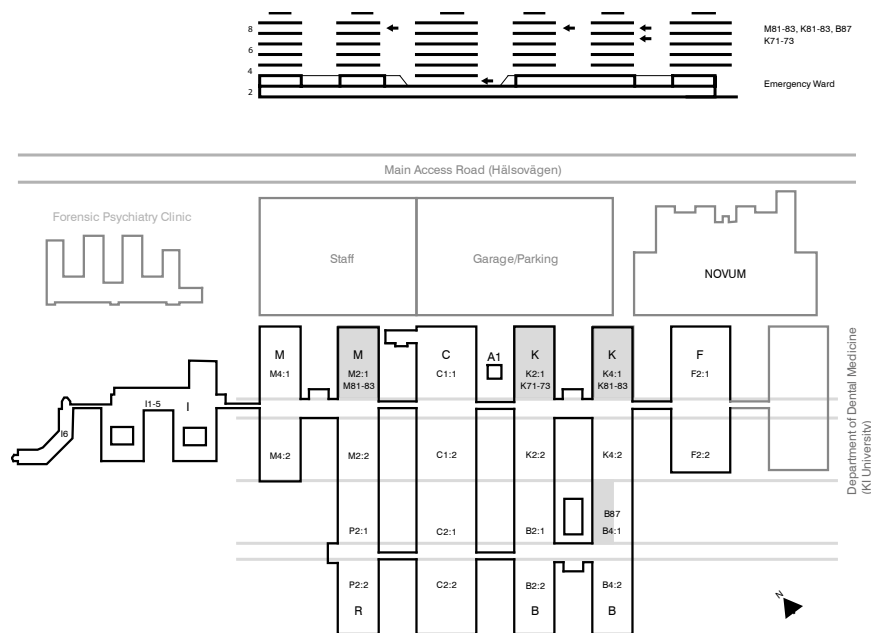 8
6
4
2
M81-83, K81-83, B87
K71-73
Emergency Ward
Main Access Road (Hälsovägen)
Forensic Psychiatry Clinic
Staff
Garage/Parking
NOVUM
M
M4:1
M
M2:1
M81-83
C
C1:1
A1
K
K2:1
K71-73
K
K4:1
K81-83
F
F2:1
I1-5
I
I6
M4:2
M2:2
C1:2
K2:2
K4:2
F2:2
Department of Dental Medicine
(KI University)
B87
P2:1
C2:1
B2:1
B4:1
P2:2
C2:2
B2:2
B4:2
R
B
B
N